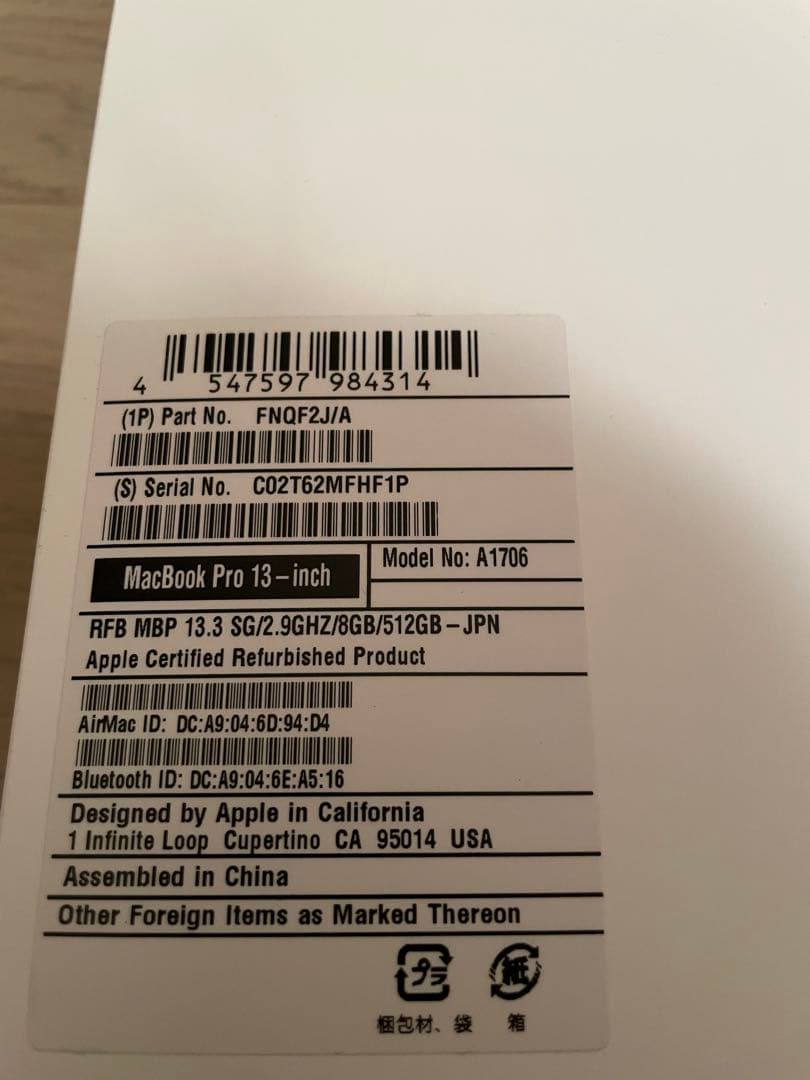 4 547597 984314
(1P) Part No. FNQF2J/A
(S) Serial No. C02T62MFHF1P
MacBook Pro 13-inch
Model No: A1706
RFB MBP 13.3 SG/2.9GHZ/8GB/512GB-JPN
Apple Certified Refurbished Product
AirMac ID: DC:A9:04:6D:94:D4
Bluetooth ID: DC:A9:04:6E:A5:16
Designed by Apple in California
1 Infinite Loop Cupertino CA 95014 USA
Assembled in China
Other Foreign Items as Marked Thereon
プラ 紙
梱包材、袋 箱